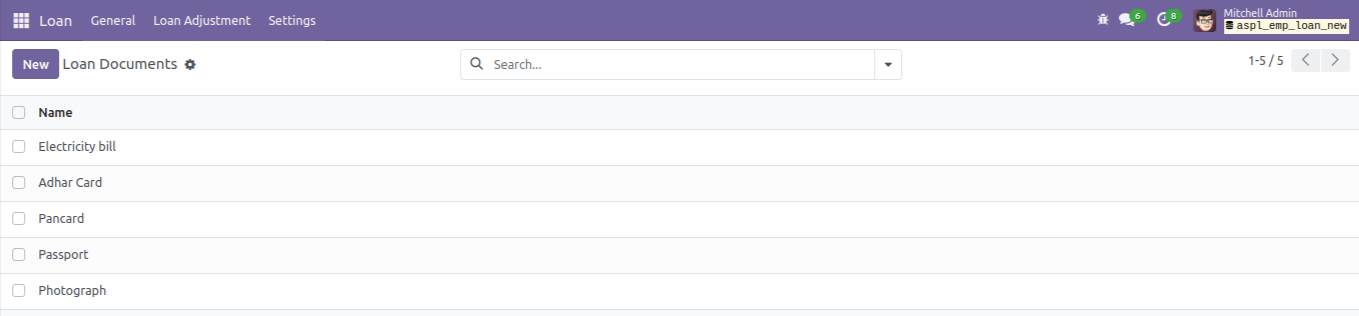 Loan General Loan Adjustment Settings 6 8 Mitchell Admin
aspl_emp_loan_new
New Loan Documents Search... 1-5 / 5
Name
Electricity bill
Adhar Card
Pancard
Passport
Photograph